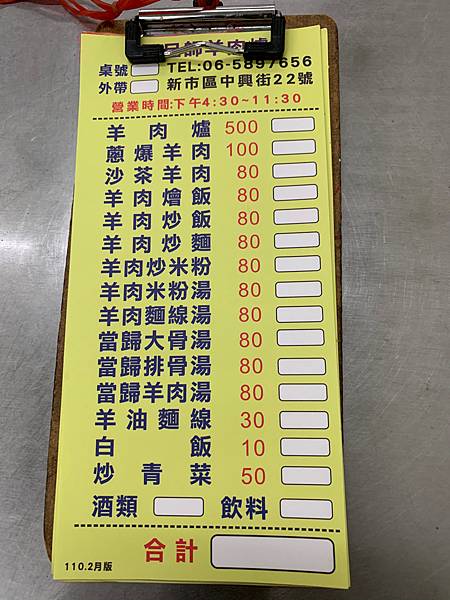 師羊肉爐
桌號 TEL:06-5897656
外帶 新市區中興街22號
營業時間:下午4:30~11:30
羊肉爐 500
蔥爆羊肉 100
沙茶羊肉 80
羊肉燴飯 80
羊肉炒飯 80
羊肉炒麵 80
羊肉炒米粉 80
羊肉米粉湯 80
羊肉麵線湯 80
當歸大骨湯 80
當歸排骨湯 80
當歸羊肉湯 80
羊油麵線 30
白飯 10
炒青菜 50
酒類 飲料
合計
110.2月版